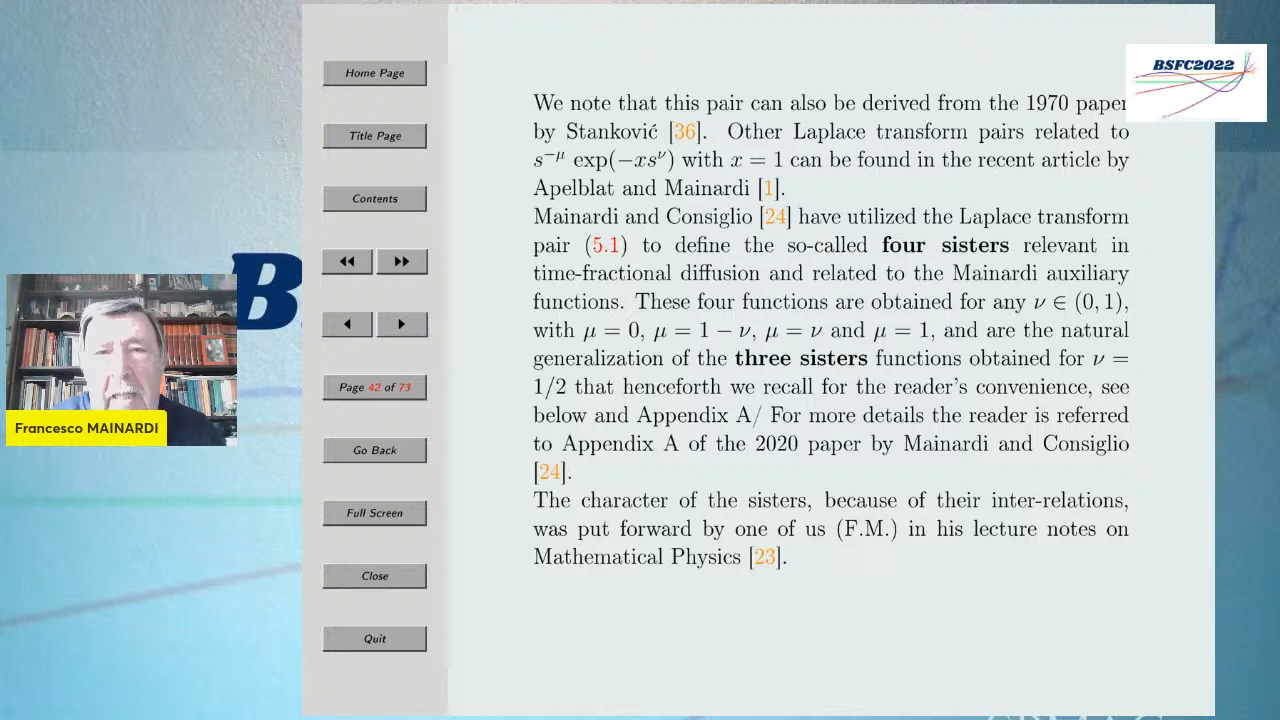 Home Page
Title Page
Contents
Page 42 of 73
Go Back
Full Screen
Close
Quit
We note that this pair can also be derived from the 1970 paper
by Stanković [36]. Other Laplace transform pairs related to
s^{−μ} exp(−xs^ν) with x = 1 can be found in the recent article by
Apelblat and Mainardi [1].
Mainardi and Consiglio [24] have utilized the Laplace transform
pair (5.1) to define the so-called four sisters relevant in
time-fractional diffusion and related to the Mainardi auxiliary
functions. These four functions are obtained for any ν ∈ (0, 1),
with μ = 0, μ = 1 − ν, μ = ν and μ = 1, and are the natural
generalization of the three sisters functions obtained for ν =
1/2 that henceforth we recall for the reader's convenience, see
below and Appendix A/ For more details the reader is referred
to Appendix A of the 2020 paper by Mainardi and Consiglio
[24].
The character of the sisters, because of their inter-relations,
was put forward by one of us (F.M.) in his lecture notes on
Mathematical Physics [23].
BSFC2022
B
Francesco MAINARDI